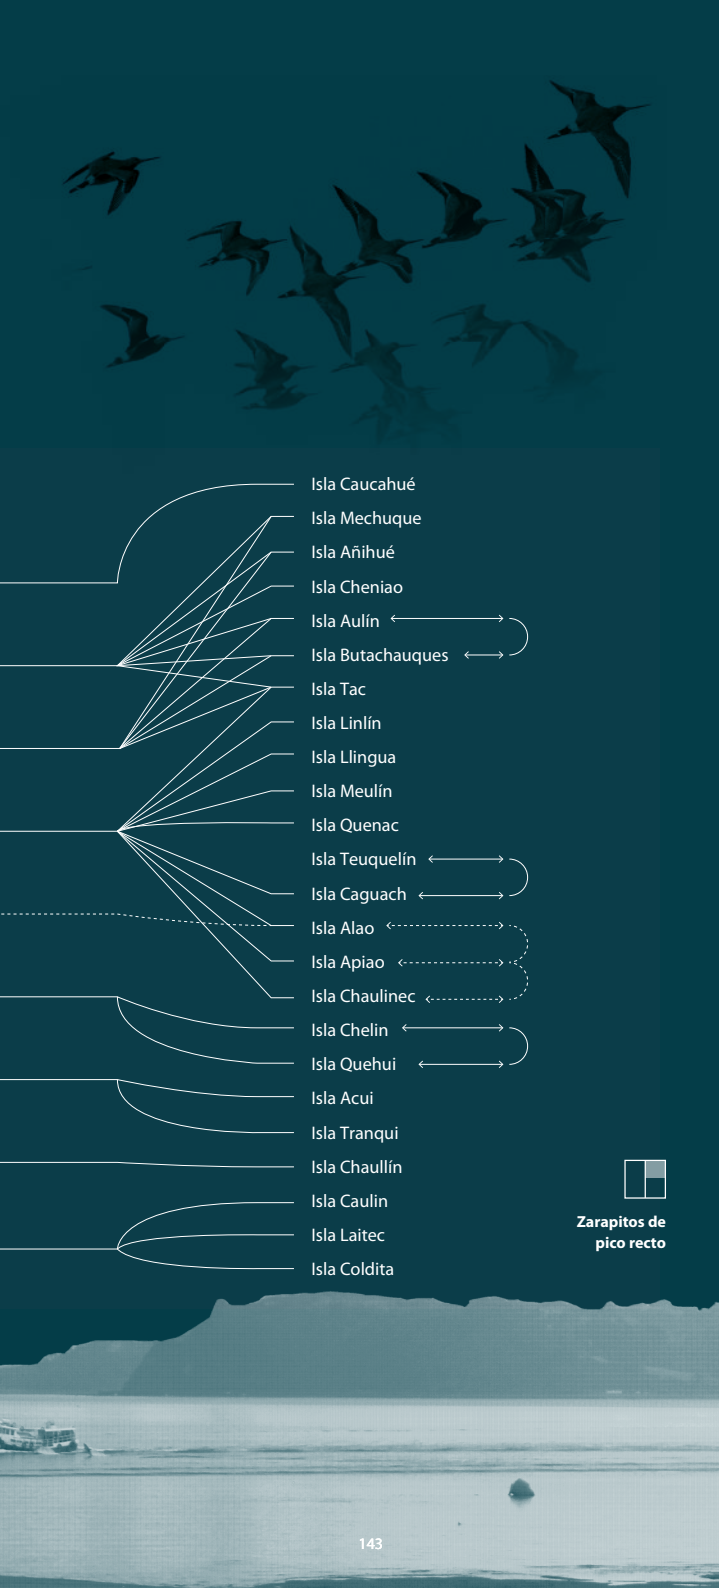 Isla Caucahué
Isla Mechuque
Isla Añihué
Isla Cheniao
Isla Aulín
Isla Butachauques
Isla Tac
Isla Linlín
Isla Llingua
Isla Meulín
Isla Quenac
Isla Teuquelín
Isla Caguach
Isla Alao
Isla Apiao
Isla Chaulinec
Isla Chelin
Isla Quehui
Isla Acui
Isla Tranqui
Isla Chaullín
Isla Caulin
Isla Laitec
Isla Coldita
Zarapitos de
pico recto
143